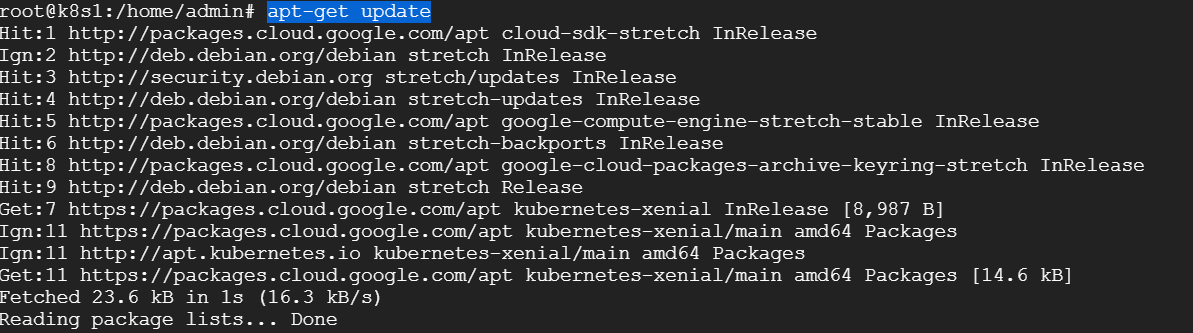 root@k8s1:/home/admin# apt-get update
Hit:1 http://packages.cloud.google.com/apt cloud-sdk-stretch InRelease
Ign:2 http://deb.debian.org/debian stretch InRelease
Hit:3 http://security.debian.org stretch/updates InRelease
Hit:4 http://deb.debian.org/debian stretch-updates InRelease
Hit:5 http://packages.cloud.google.com/apt google-compute-engine-stretch-stable InRelease
Hit:6 http://deb.debian.org/debian stretch-backports InRelease
Hit:8 http://packages.cloud.google.com/apt google-cloud-packages-archive-keyring-stretch InRelease
Hit:9 http://deb.debian.org/debian stretch Release
Get:7 https://packages.cloud.google.com/apt kubernetes-xenial InRelease [8,987 B]
Ign:11 https://packages.cloud.google.com/apt kubernetes-xenial/main amd64 Packages
Ign:11 http://apt.kubernetes.io kubernetes-xenial/main amd64 Packages
Get:11 https://packages.cloud.google.com/apt kubernetes-xenial/main amd64 Packages [14.6 kB]
Fetched 23.6 kB in 1s (16.3 kB/s)
Reading package lists... Done